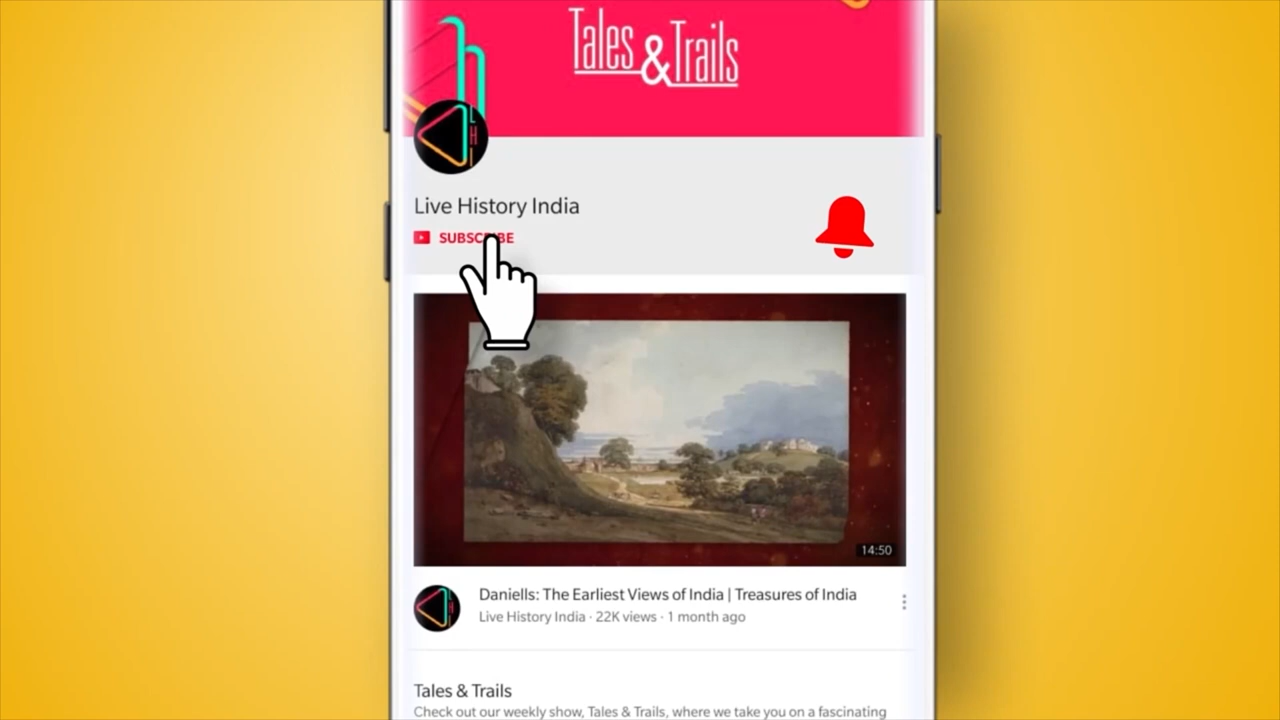 Tales & Trails
LHI
Live History India
SUBSCRIBE
14:50
Daniells: The Earliest Views of India | Treasures of India
LHI
Live History India · 22K views · 1 month ago
Tales & Trails
Check out our weekly show, Tales & Trails, where we take you on a fascinating